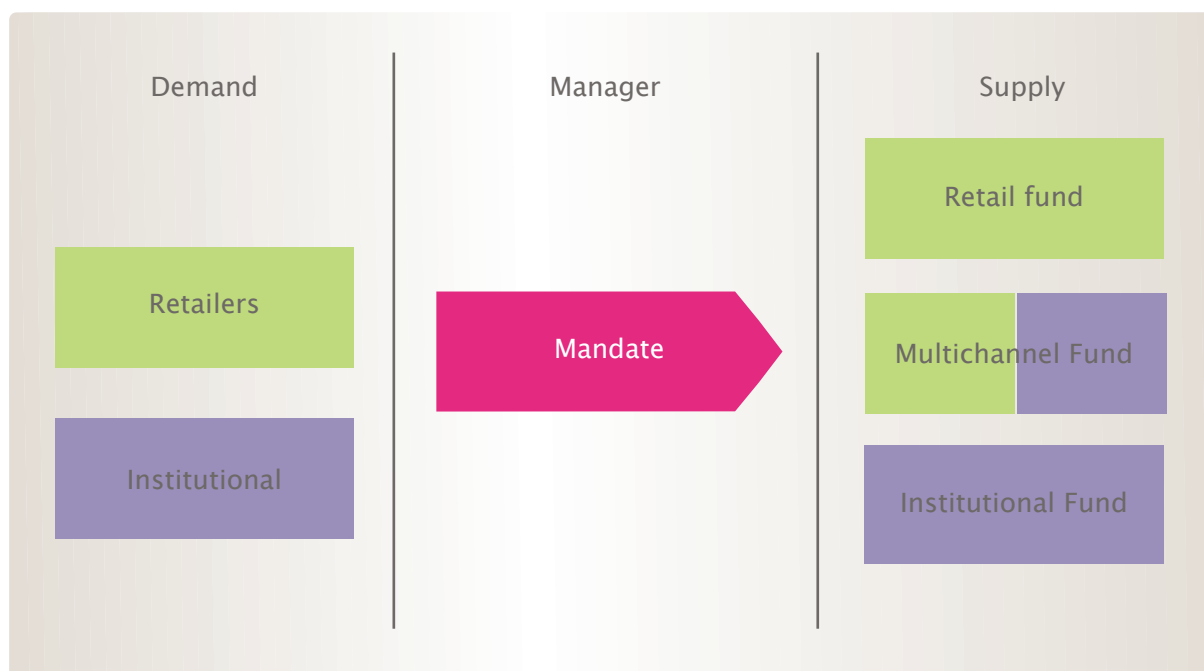 Demand
Manager
Supply
Retail fund
Retailers
Mandate
Multichannel Fund
Institutional
Institutional Fund